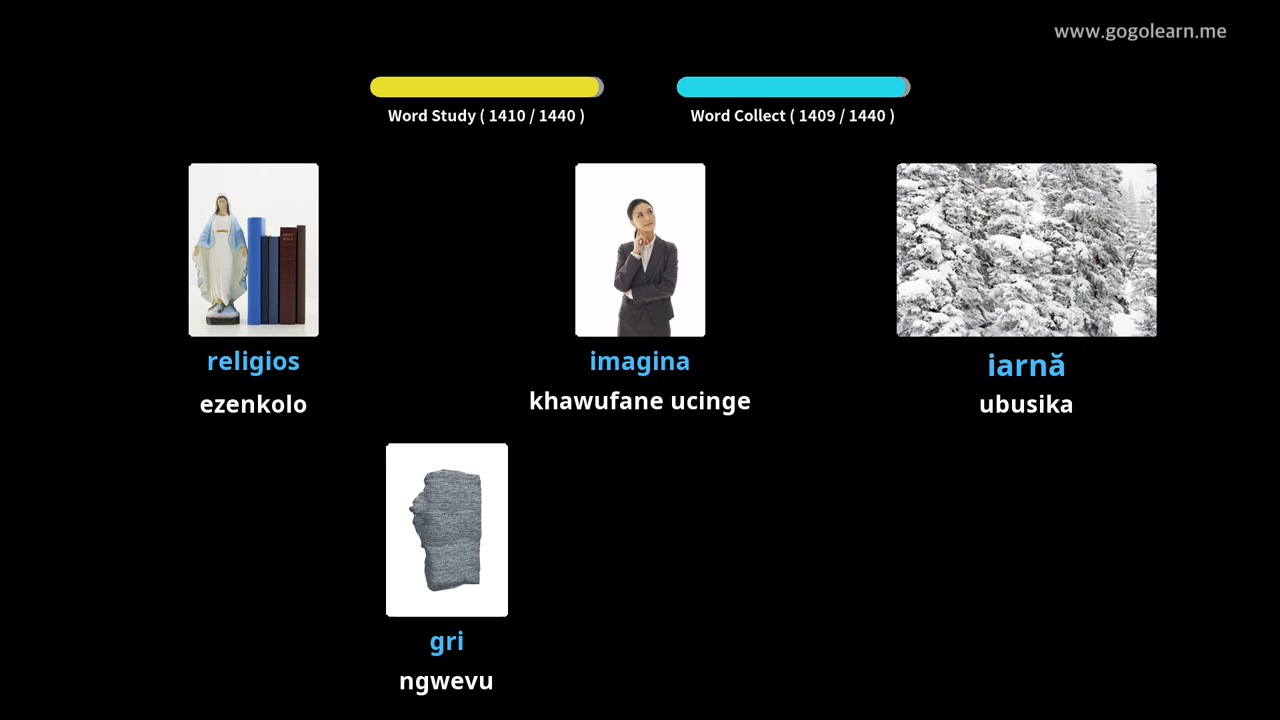 www.gogolearn.me
Word Study ( 1410 / 1440 )
Word Collect ( 1409 / 1440 )
religios
imagina
iarnă
ezenkolo
khawufane ucinge
ubusika
gri
ngwevu